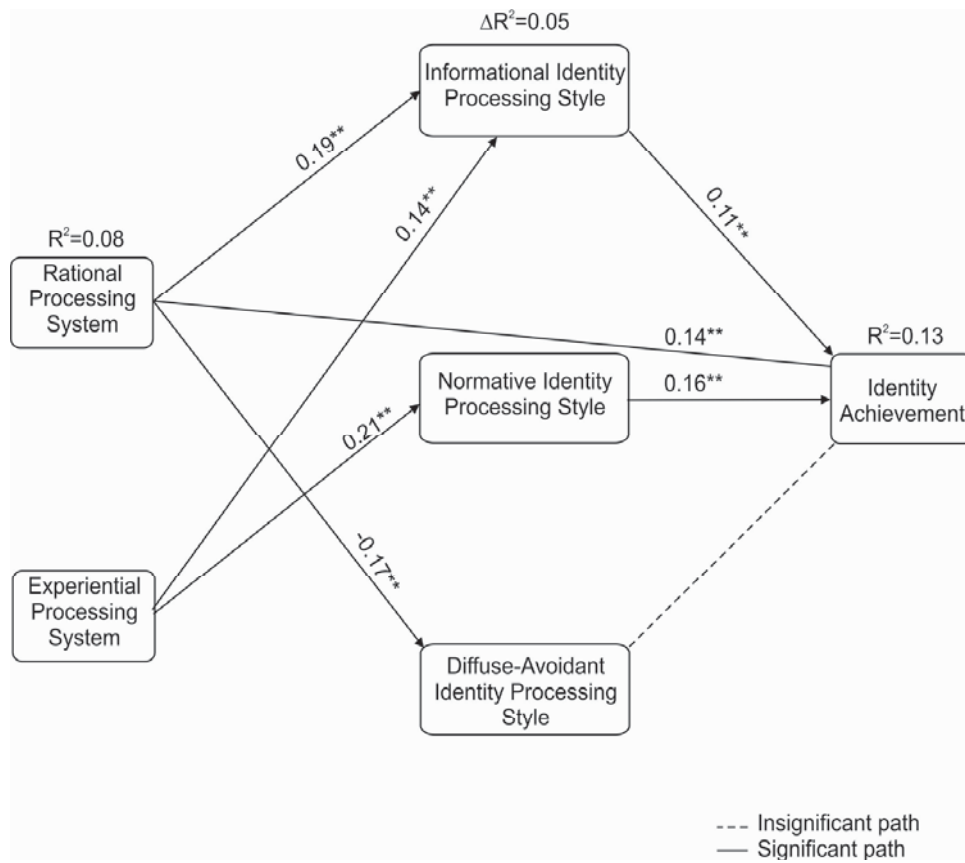 ΔR²=0.05
Informational Identity
Processing Style
0.19**
0.14**
0.11**
R²=0.08
Rational
Processing
System
0.14**
R²=0.13
Normative Identity
Processing Style
0.16**
Identity
Achievement
0.21**
-0.17**
Experiential
Processing
System
Diffuse-Avoidant
Identity Processing
Style
Insignificant path
Significant path